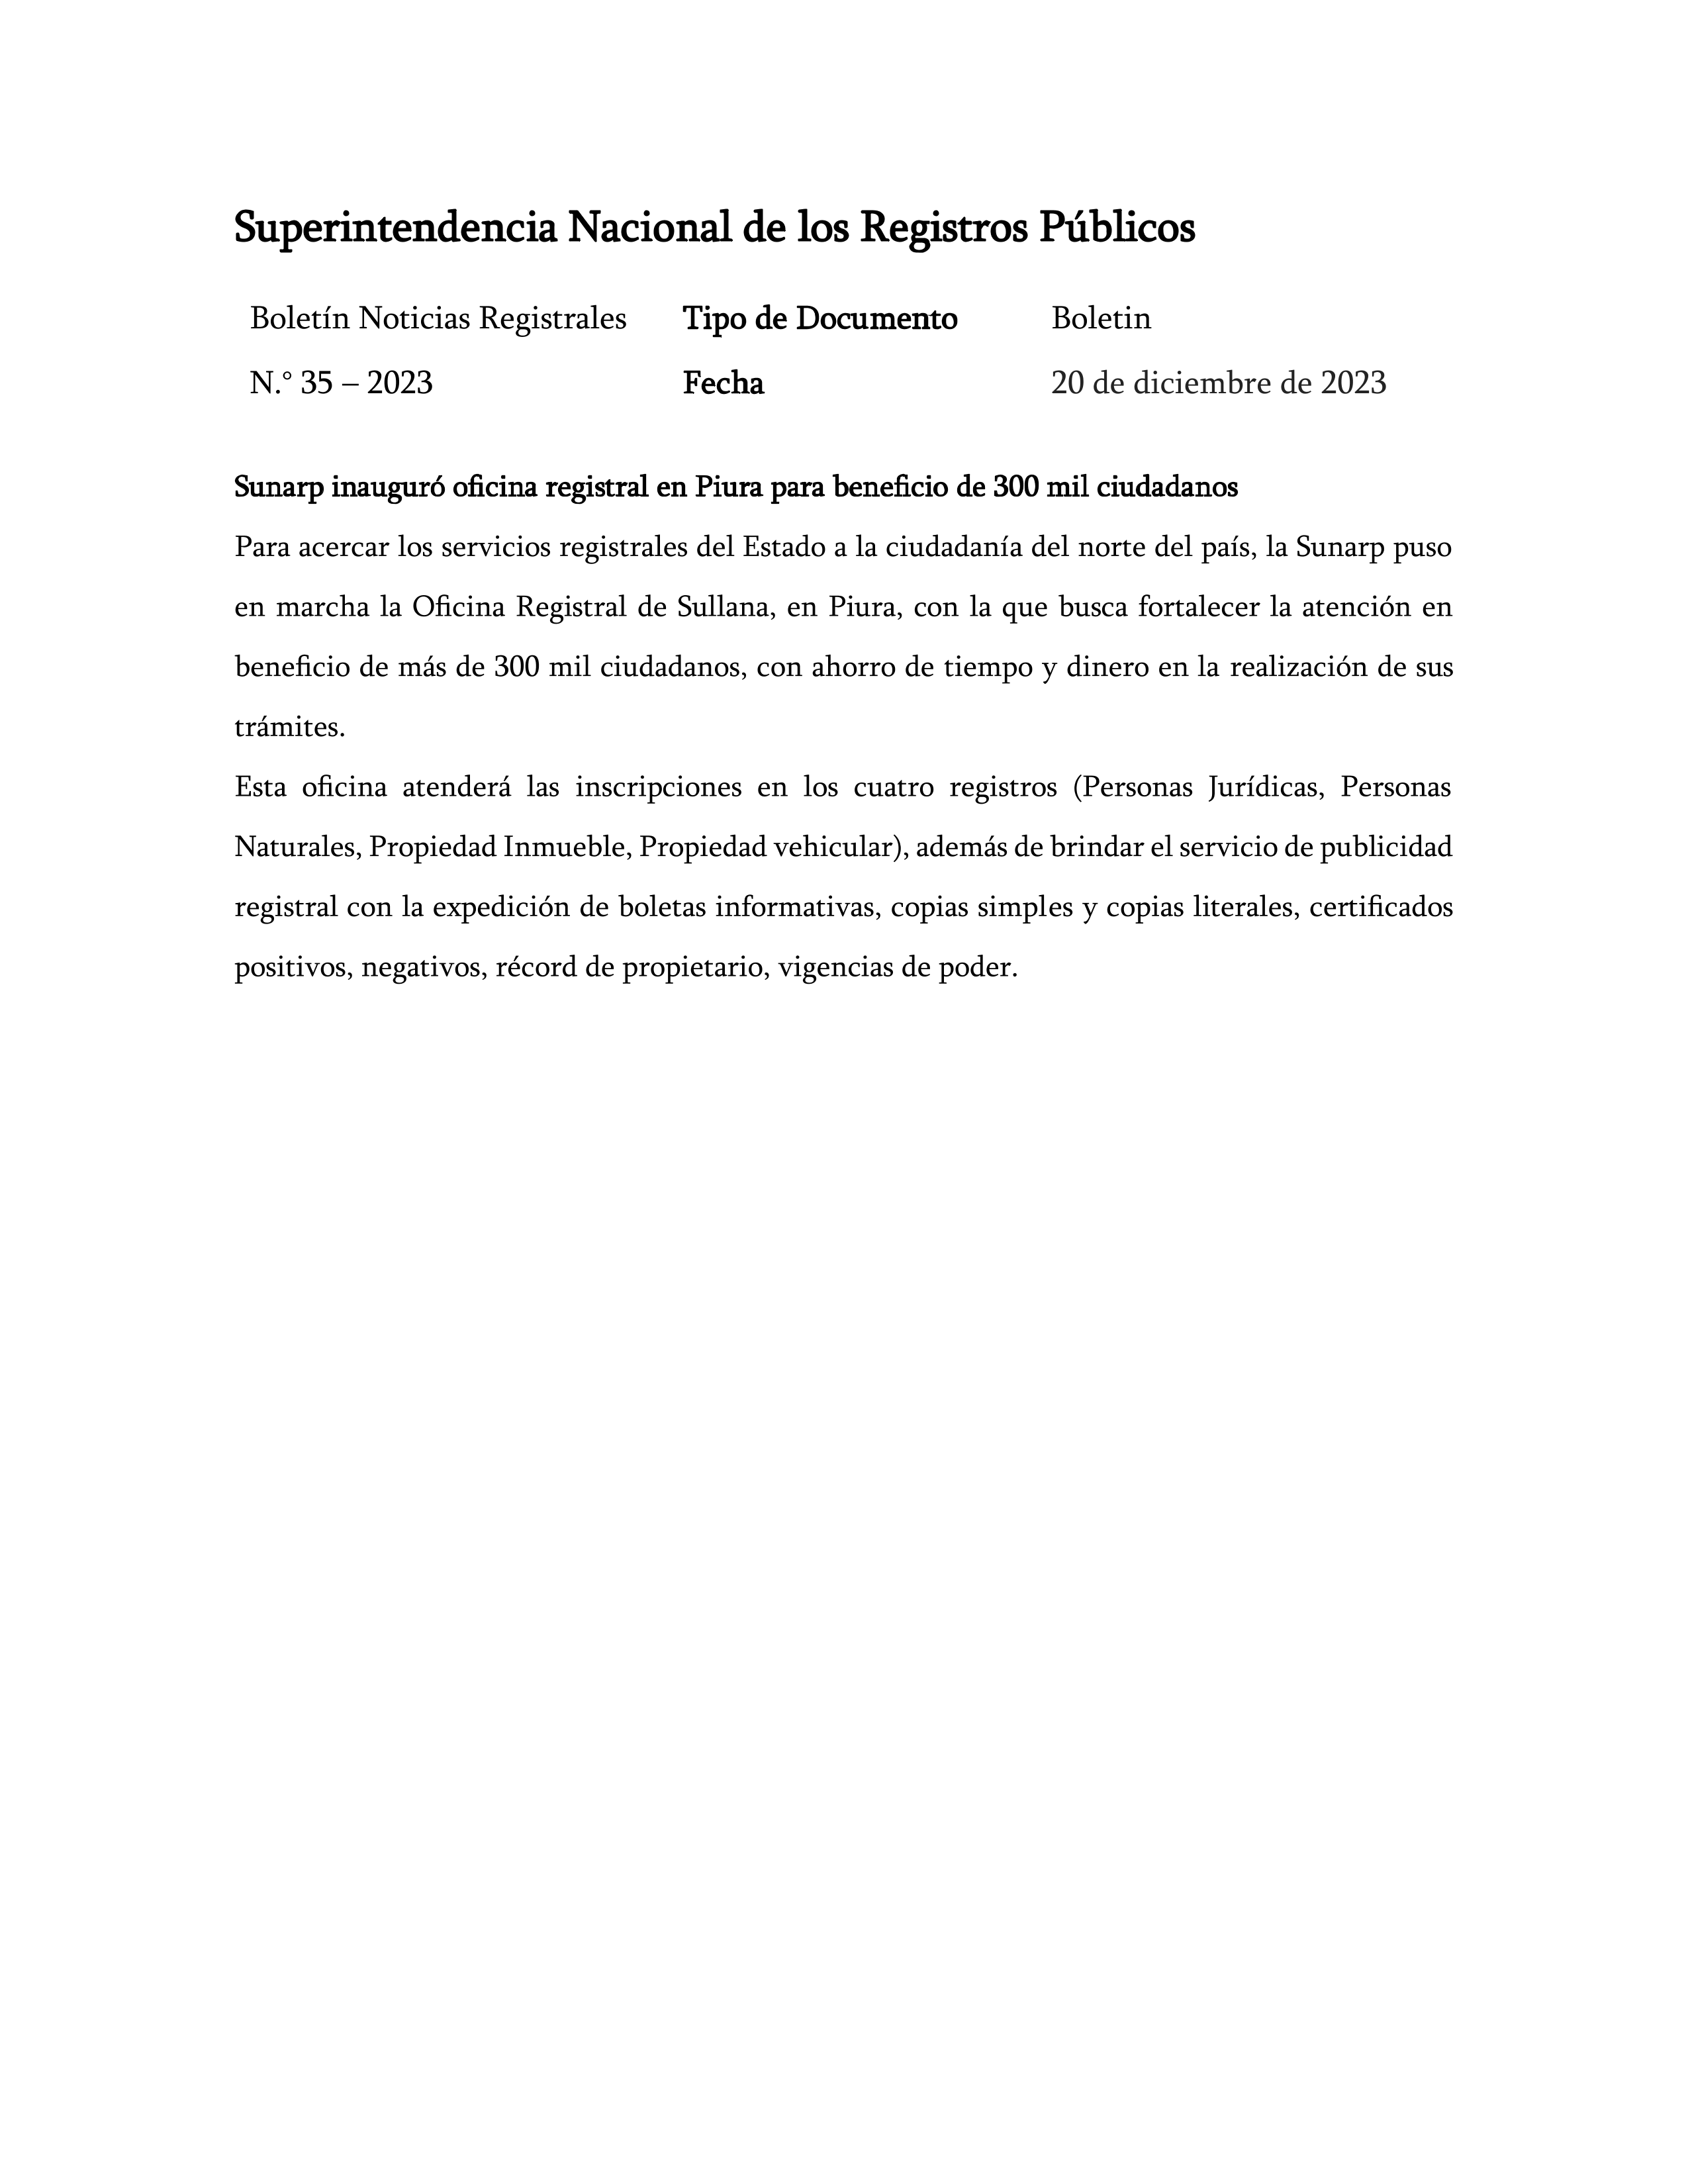 Superintendencia Nacional de los Registros Públicos
Boletín Noticias Registrales Tipo de Documento Boletin
N.° 35 – 2023 Fecha 20 de diciembre de 2023
Sunarp inauguró oficina registral en Piura para beneficio de 300 mil ciudadanos
Para acercar los servicios registrales del Estado a la ciudadanía del norte del país, la Sunarp puso
en marcha la Oficina Registral de Sullana, en Piura, con la que busca fortalecer la atención en
beneficio de más de 300 mil ciudadanos, con ahorro de tiempo y dinero en la realización de sus
trámites.
Esta oficina atenderá las inscripciones en los cuatro registros (Personas Jurídicas, Personas
Naturales, Propiedad Inmueble, Propiedad vehicular), además de brindar el servicio de publicidad
registral con la expedición de boletas informativas, copias simples y copias literales, certificados
positivos, negativos, récord de propietario, vigencias de poder.